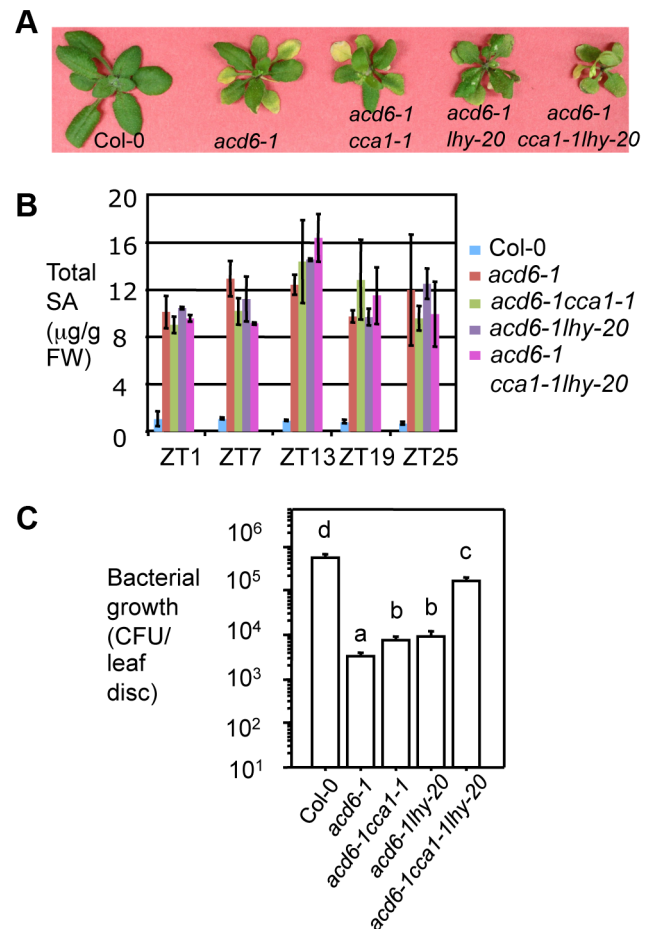 A
Col-0
acd6-1
acd6-1
cca1-1
acd6-1
lhy-20
acd6-1
cca1-1lhy-20
B
Total
SA
(μg/g
FW)
20
16
12
8
4
0
ZT1 ZT7 ZT13 ZT19 ZT25
Col-0
acd6-1
acd6-1cca1-1
acd6-1lhy-20
acd6-1
cca1-1lhy-20
C
Bacterial
growth
(CFU/
leaf
disc)
10⁶
10⁵
10⁴
10³
10²
10¹
d
a
b
b
c
Col-0
acd6-1
acd6-1cca1-1
acd6-1lhy-20
acd6-1cca1-1lhy-20